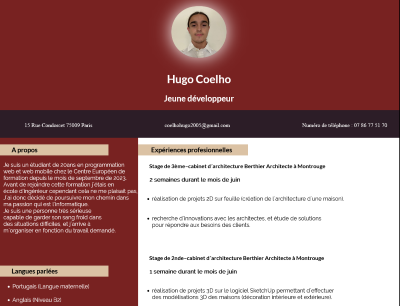 Hugo Coelho
Jeune développeur
15 Rue Condorcet 75009 Paris
coelhohugo2005@gmail.com
Numéro de téléphone : 07 86 77 51 70
A propos
Je suis un étudiant de 20ans en programmation
web et web mobile chez le Centre Européen de
formation depuis le mois de septembre de 2023.
Avant de rejoindre cette formation j'étais en
école d'ingénieur cependant cela ne me plaisait pas,
J'ai donc décidé de poursuivre mon chemin dans
ma passion qui est l'informatique.
Je suis une personne très sérieuse
capable de garder son sang froid dans
des situations difficiles, et j'arrive à
m'organiser en fonction du travail demandé.
Langues parlées
Portugais (Langue maternelle)
Anglais (Niveau B2)
Expériences profesionelles
Stage de 3ème-cabinet d'architecture Berthier Architecte à Montrouge
2 semaines durant le mois de juin
réalisation de projets 2D sur feuille (création de l'architecture d'une maison).
recherche d'innovations avec les architectes, et étude de solutions
pour répondre aux besoins des clients
Stage de 2nde-cabinet d'architecture Berthier Architecte à Montrouge
1 semaine durant le mois de juin
réalisation de projets 3D sur le logiciel SketchUp permettant d'effectuer
des modélisations 3D des maisons (décoration intérieure et extérieure).